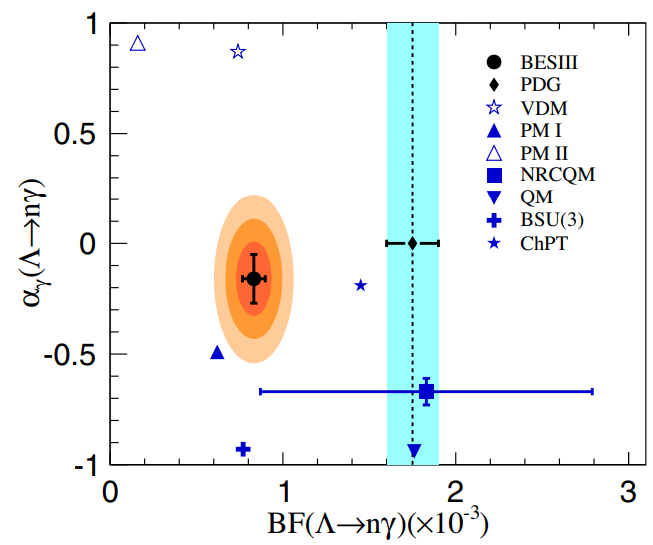 1
0.5
0
-0.5
-1
α_γ(Λ→nγ)
BESIII
PDG
VDM
PM I
PM II
NRCQM
QM
BSU(3)
ChPT
0 1 2 3
BF(Λ→nγ)(×10⁻³)